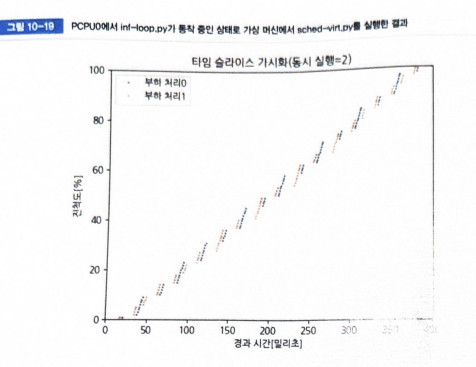 그림 10-19 PCPU0에서 inf-loop.py가 동작 중인 상태로 가상 머신에서 sched-virt.py를 실행한 결과
타임 슬라이스 가시화(동시 실행=2)
부하 처리0
부하 처리1
100
80
60
40
20
0
진척도[%]
0 50 100 150 200 250 300 350 400
경과 시간[밀리초]